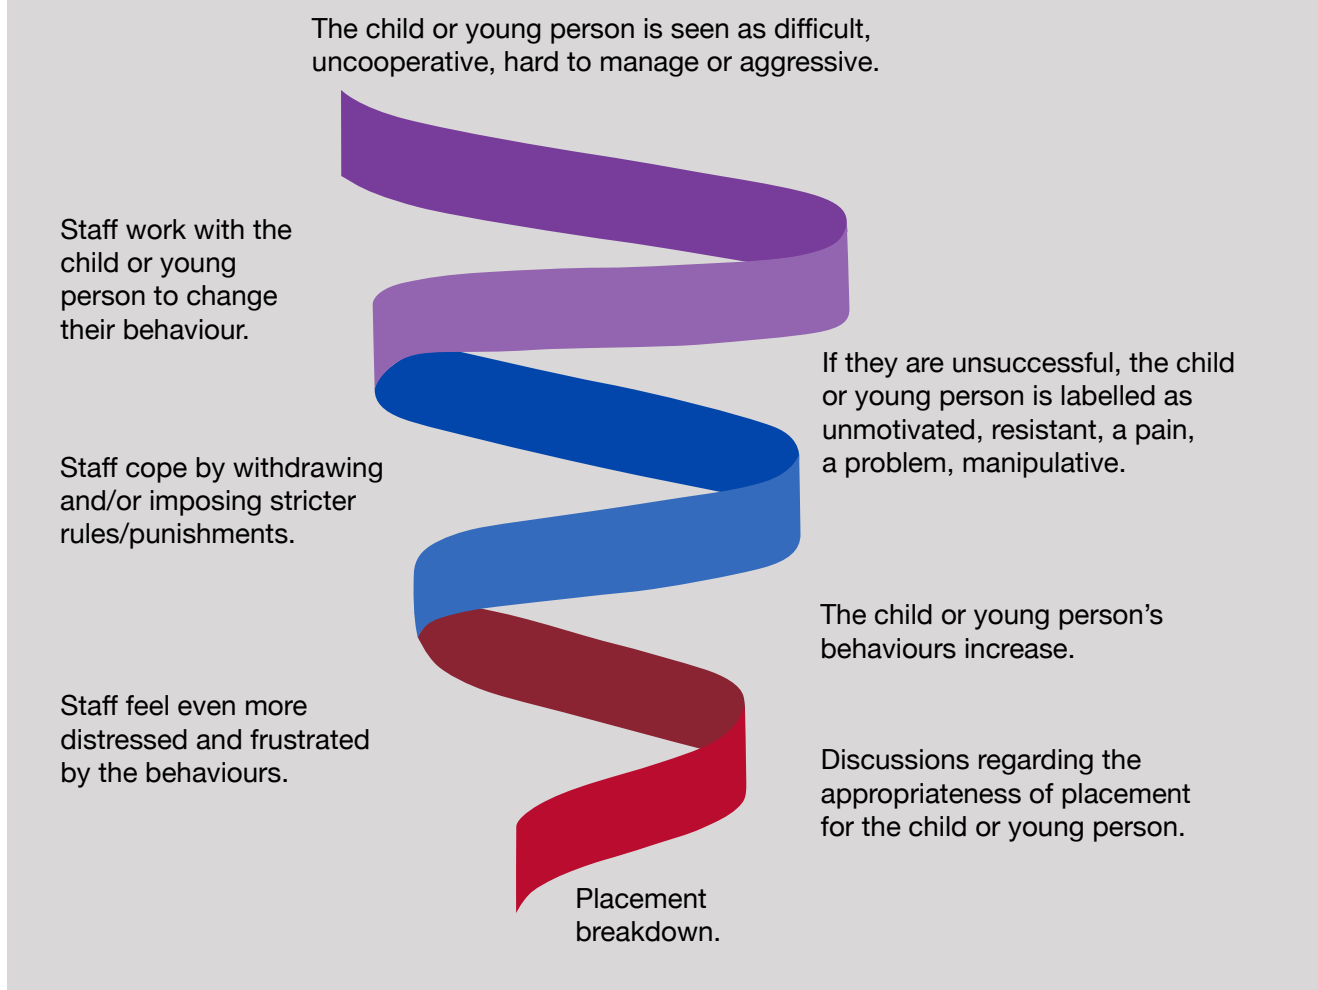 The child or young person is seen as difficult,
uncooperative, hard to manage or aggressive.
Staff work with the
child or young
person to change
their behaviour.
If they are unsuccessful, the child
or young person is labelled as
unmotivated, resistant, a pain,
a problem, manipulative.
Staff cope by withdrawing
and/or imposing stricter
rules/punishments.
The child or young person’s
behaviours increase.
Staff feel even more
distressed and frustrated
by the behaviours.
Discussions regarding the
appropriateness of placement
for the child or young person.
Placement
breakdown.